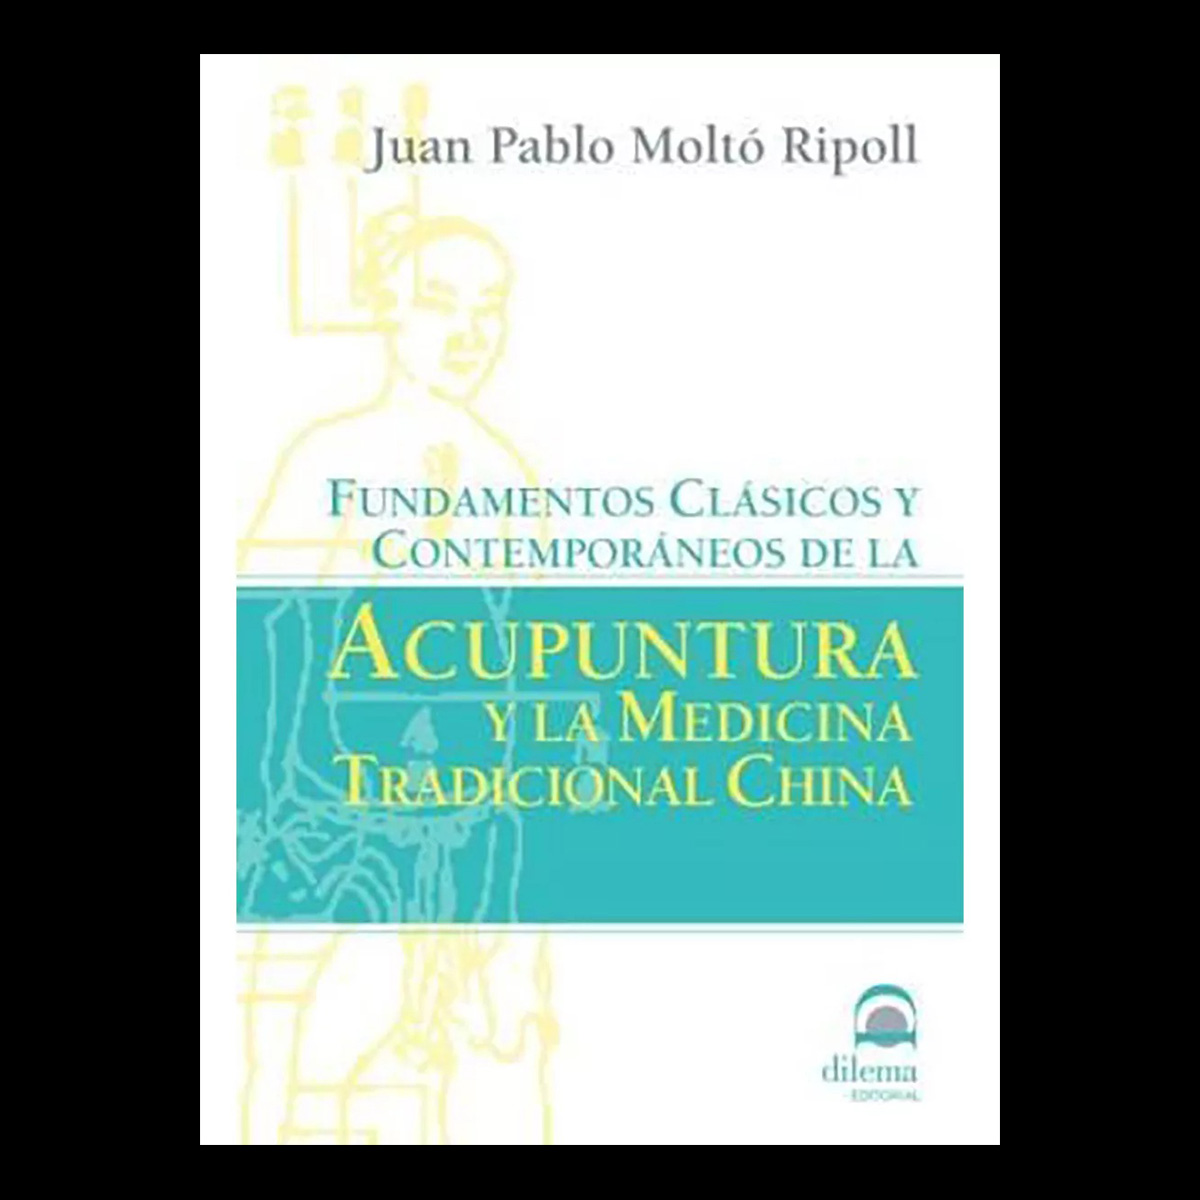 Juan Pablo Moltó Ripoll
FUNDAMENTOS CLÁSICOS Y
CONTEMPORÁNEOS DE LA
ACUPUNTURA
Y LA MEDICINA
TRADICIONAL CHINA
dilema
EDITORIAL